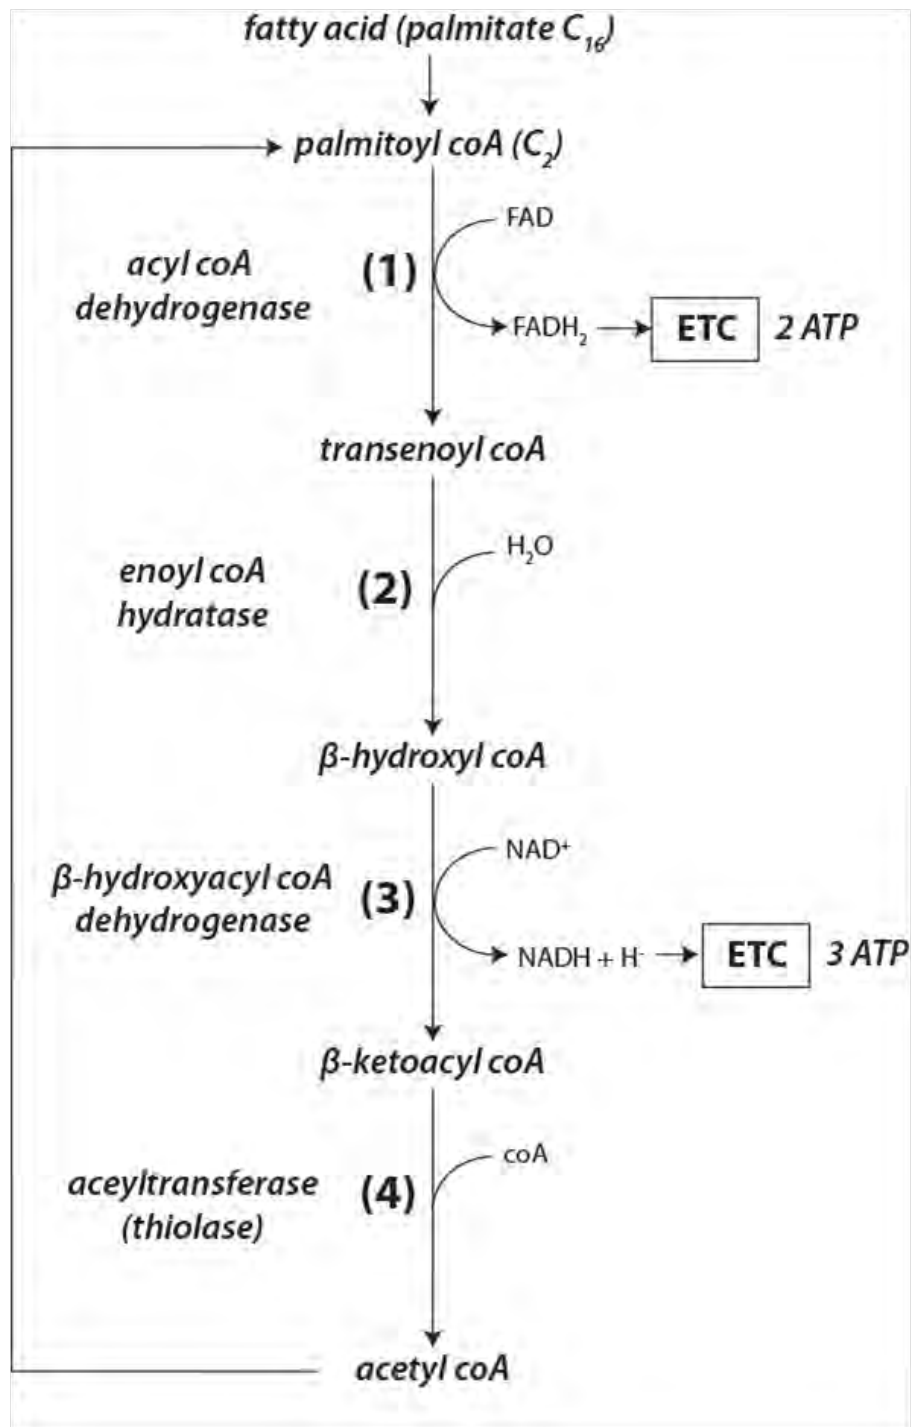 fatty acid (palmitate C₁₆)
palmitoyl coA (C₂)
FAD
acyl coA
dehydrogenase
(1)
FADH₂
ETC
2 ATP
transenoyl coA
H₂O
enoyl coA
hydratase
(2)
β-hydroxyl coA
NAD⁺
β-hydroxyacyl coA
dehydrogenase
(3)
NADH + H⁻
ETC
3 ATP
β-ketoacyl coA
coA
aceyltransferase
(thiolase)
(4)
acetyl coA